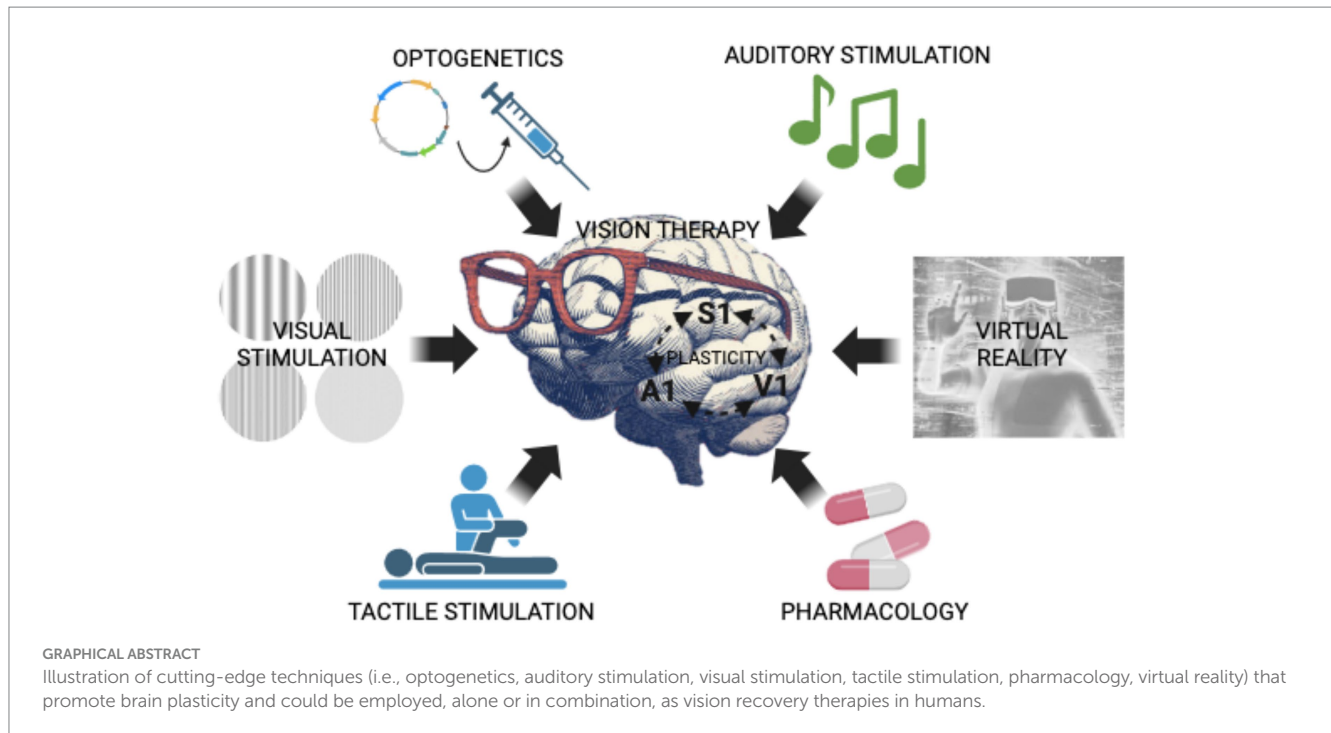 OPTOGENETICS
AUDITORY STIMULATION
VISION THERAPY
VISUAL
STIMULATION
S1
PLASTICITY
A1
V1
VIRTUAL
REALITY
TACTILE STIMULATION
PHARMACOLOGY
GRAPHICAL ABSTRACT
Illustration of cutting-edge techniques (i.e., optogenetics, auditory stimulation, visual stimulation, tactile stimulation, pharmacology, virtual reality) that
promote brain plasticity and could be employed, alone or in combination, as vision recovery therapies in humans.